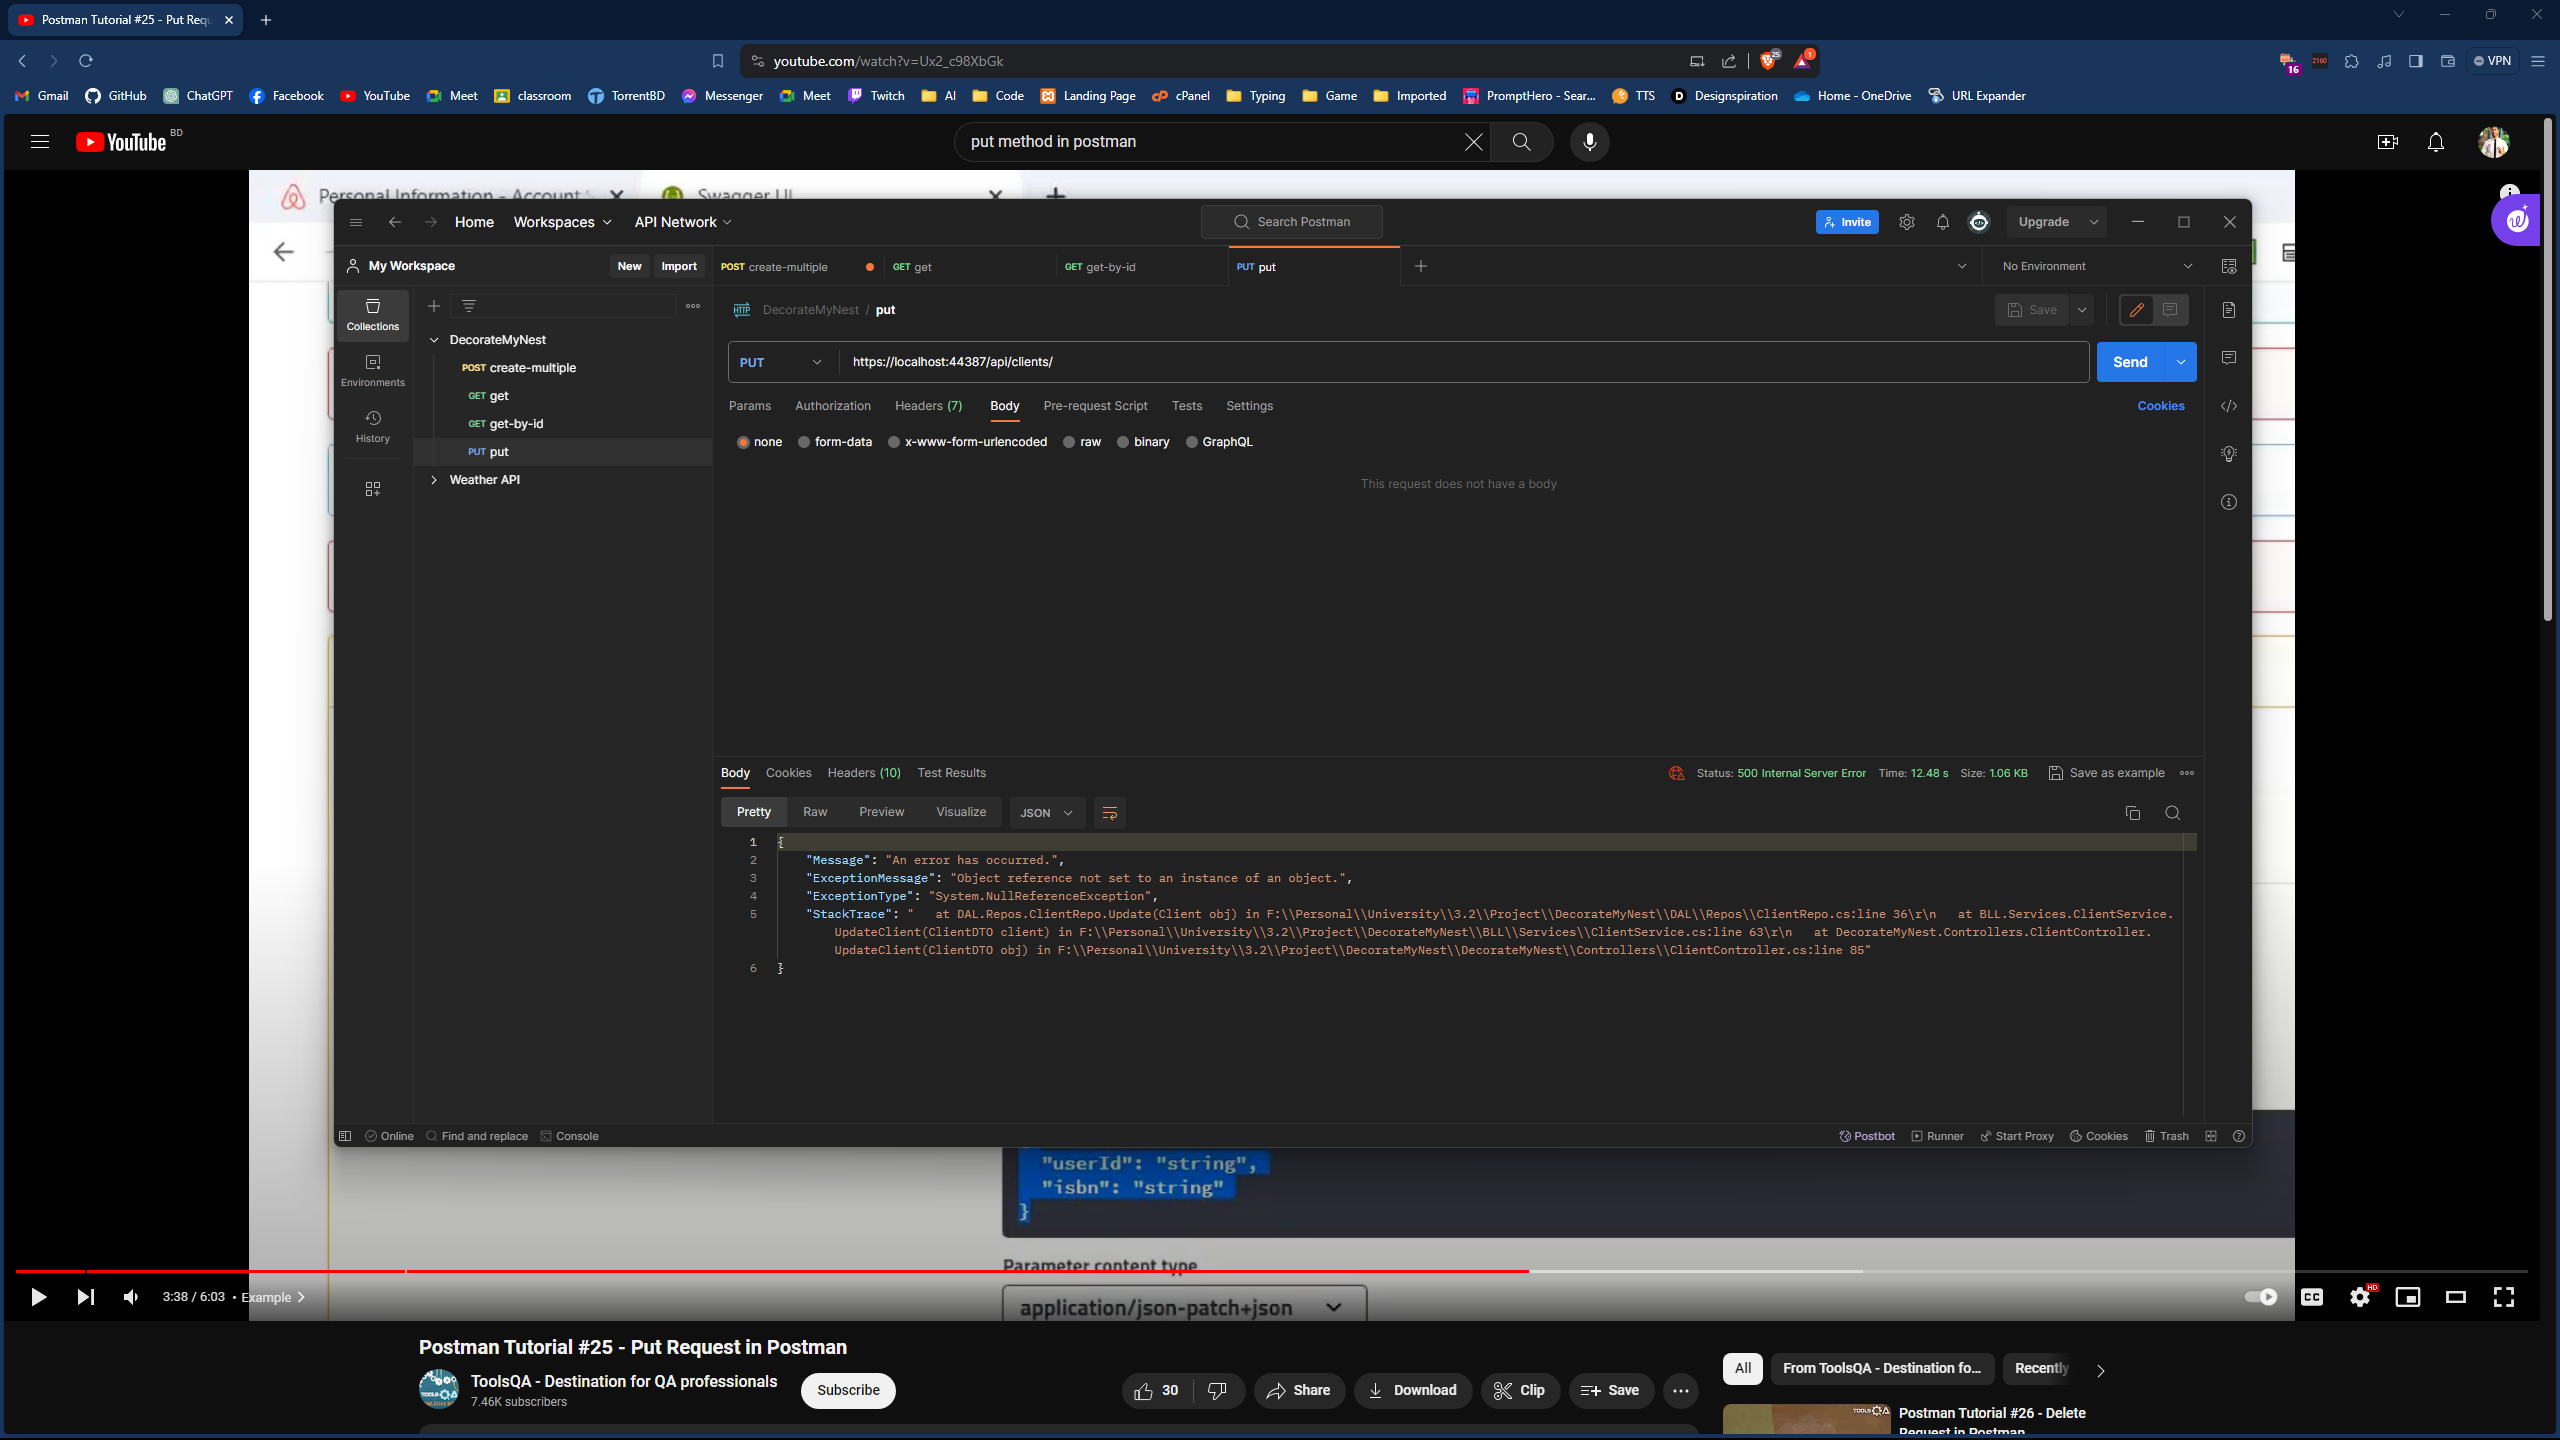 Postman Tutorial #25 - Put Requ
youtube.com/watch?v=Ux2_c98XbGk
25
1
16
2160
VPN
Gmail GitHub ChatGPT Facebook YouTube Meet classroom TorrentBD Messenger Meet Twitch AI Code Landing Page cPanel Typing Game Imported PromptHero - Sear... TTS Designspiration Home - OneDrive URL Expander
YouTube BD
put method in postman
Personal Information - Account
Swagger UI
Home Workspaces API Network
Search Postman
Invite
Upgrade
My Workspace
New Import
POST create-multiple
GET get
GET get-by-id
PUT put
No Environment
Collections
Environments
History
DecorateMyNest
POST create-multiple
GET get
GET get-by-id
PUT put
Weather API
HTTP DecorateMyNest / put
Save
PUT https://localhost:44387/api/clients/
Send
Params Authorization Headers (7) Body Pre-request Script Tests Settings
Cookies
none form-data x-www-form-urlencoded raw binary GraphQL
This request does not have a body
Body Cookies Headers (10) Test Results
Status: 500 Internal Server Error Time: 12.48 s Size: 1.06 KB
Save as example
Pretty Raw Preview Visualize JSON
1 {
2 "Message": "An error has occurred.",
3 "ExceptionMessage": "Object reference not set to an instance of an object.",
4 "ExceptionType": "System.NullReferenceException",
5 "StackTrace": "   at DAL.Repos.ClientRepo.Update(Client obj) in F:\\Personal\\University\\3.2\\Project\\DecorateMyNest\\DAL\\Repos\\ClientRepo.cs:line 36\r\n   at BLL.Services.ClientService.
UpdateClient(ClientDTO client) in F:\\Personal\\University\\3.2\\Project\\DecorateMyNest\\BLL\\Services\\ClientService.cs:line 63\r\n   at DecorateMyNest.Controllers.ClientController.
UpdateClient(ClientDTO obj) in F:\\Personal\\University\\3.2\\Project\\DecorateMyNest\\DecorateMyNest\\Controllers\\ClientController.cs:line 85"
6 }
Online Find and replace Console
Postbot Runner Start Proxy Cookies Trash
"userId": "string",
"isbn": "string"
}
Parameter content type
application/json-patch+json
3:38 / 6:03 • Example
CC
HD
Postman Tutorial #25 - Put Request in Postman
ToolsQA - Destination for QA professionals
7.46K subscribers
Subscribe
30
Share
Download
Clip
Save
All
From ToolsQA - Destination fo...
Recently
TOOLSQA
Postman Tutorial #26 - Delete
Request in Postman